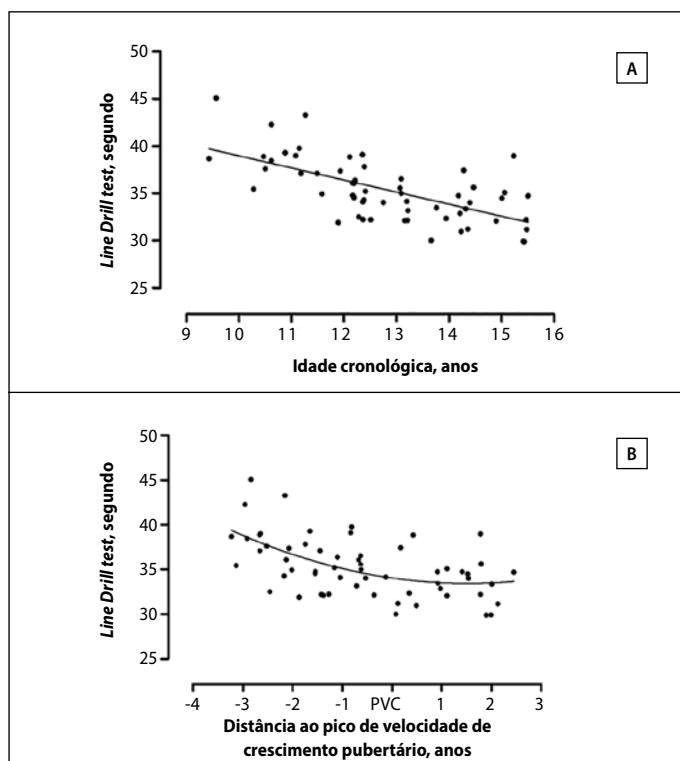 50
A
45
40
35
30
25
Line Drill test, segundo
9 10 11 12 13 14 15 16
Idade cronológica, anos
50
B
45
40
35
30
25
Line Drill test, segundo
-4 -3 -2 -1 PVC 1 2 3
Distância ao pico de velocidade de
crescimento pubertário, anos